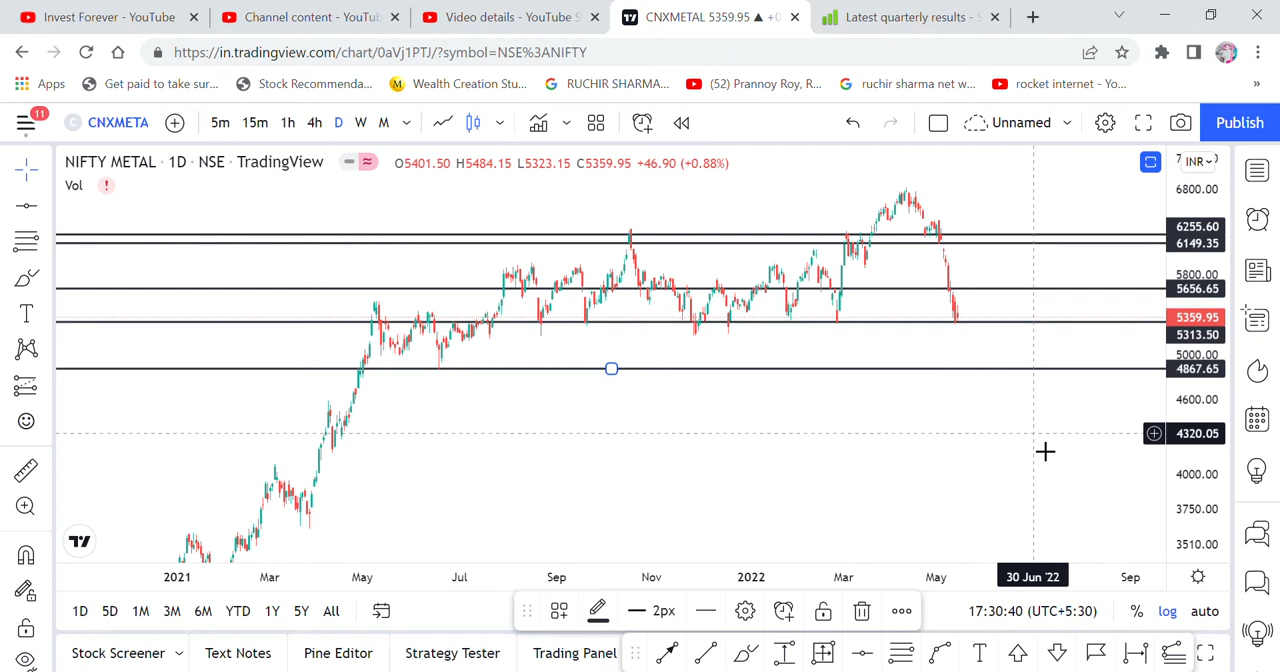 Invest Forever - YouTube
Channel content - YouTu
Video details - YouTube S
CNXMETAL 5359.95 ▲ +0
Latest quarterly results -
https://in.tradingview.com/chart/0aVj1PTJ/?symbol=NSE%3ANIFTY
Apps
Get paid to take sur...
Stock Recommenda...
Wealth Creation Stu...
RUCHIR SHARMA...
(52) Prannoy Roy, R...
ruchir sharma net w...
rocket internet - Yo...
»
11
CNXMETA
5m 15m 1h 4h D W M
Unnamed
Publish
NIFTY METAL · 1D · NSE · TradingView
O5401.50 H5484.15 L5323.15 C5359.95 +46.90 (+0.88%)
INR
Vol
6800.00
6255.60
6149.35
5800.00
5656.65
5359.95
5313.50
5000.00
4867.65
4600.00
4320.05
4000.00
3750.00
3510.00
2021 Mar May Jul Sep Nov 2022 Mar May 30 Jun '22 Sep
1D 5D 1M 3M 6M YTD 1Y 5Y All
2px
17:30:40 (UTC+5:30)
% log auto
Stock Screener
Text Notes
Pine Editor
Strategy Tester
Trading Panel